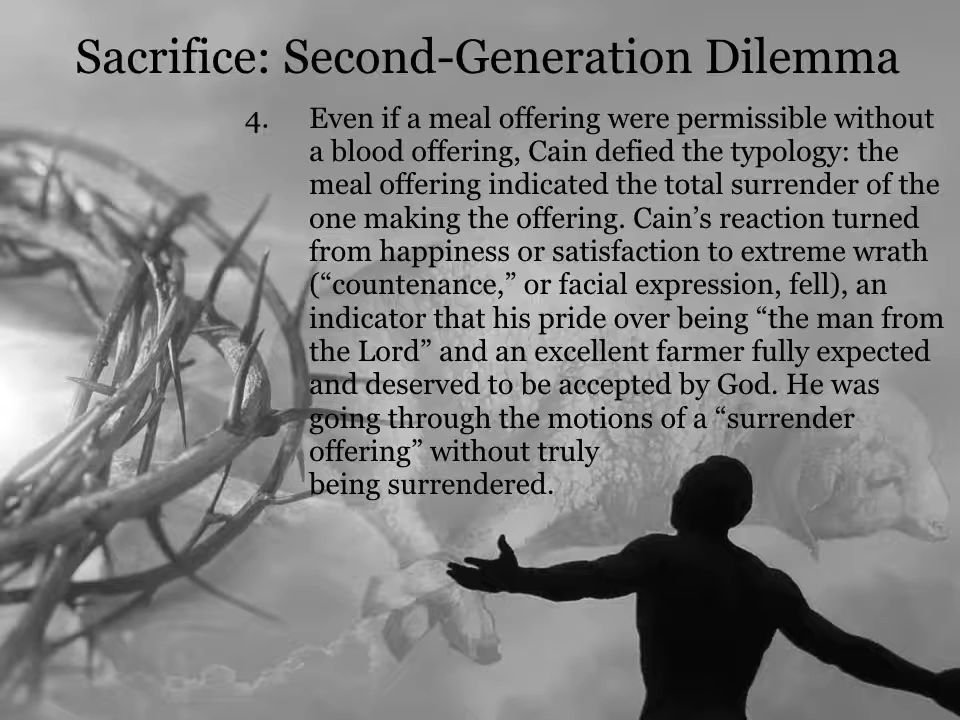 Sacrifice: Second-Generation Dilemma
4. Even if a meal offering were permissible without
a blood offering, Cain defied the typology: the
meal offering indicated the total surrender of the
one making the offering. Cain’s reaction turned
from happiness or satisfaction to extreme wrath
(“countenance,” or facial expression, fell), an
indicator that his pride over being “the man from
the Lord” and an excellent farmer fully expected
and deserved to be accepted by God. He was
going through the motions of a “surrender
offering” without truly
being surrendered.